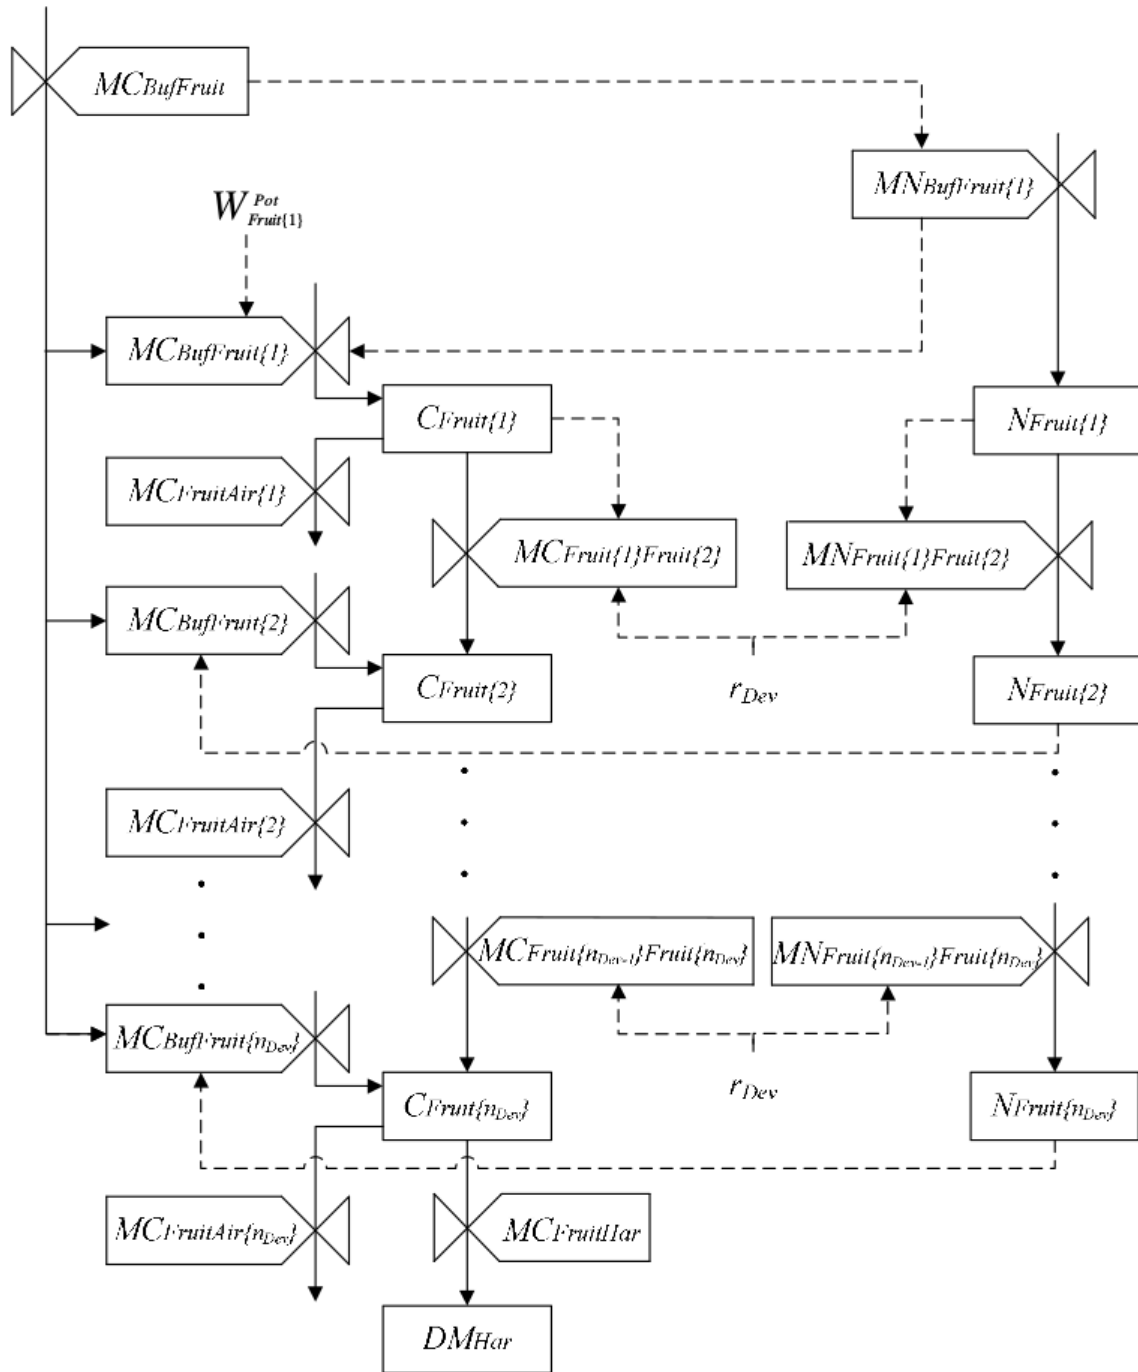 MCBufFruit
MNBufFruit{1}
W Pot Fruit{1}
MCBufFruit{1}
CFruit{1}
NFruit{1}
MCFruitAir{1}
MCFruit{1}Fruit{2}
MNFruit{1}Fruit{2}
MCBufFruit{2}
CFruit{2}
rDev
NFruit{2}
MCFruitAir{2}
MCFruit{nDev-1}Fruit{nDev}
MNFruit{nDev-1}Fruit{nDev}
MCBufFruit{nDev}
CFruit{nDev}
rDev
NFruit{nDev}
MCFruitAir{nDev}
MCFruitHar
DMHar